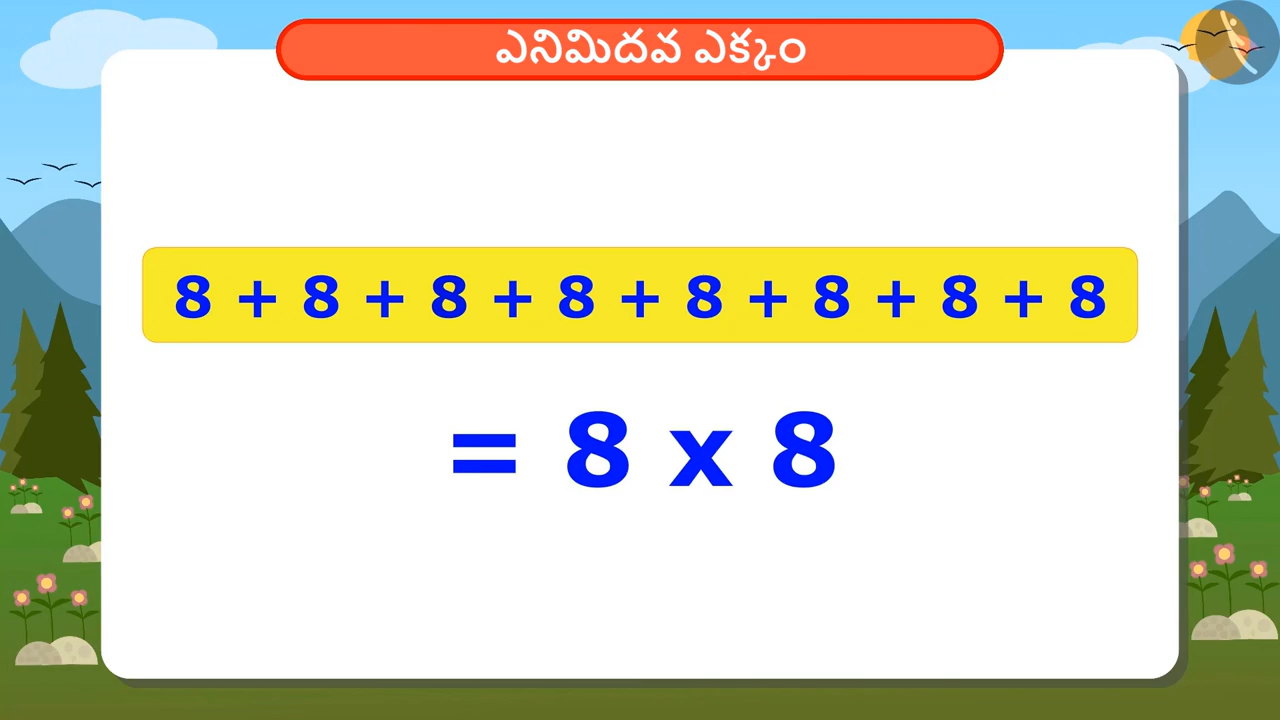 ఎనిమిదవ ఎక్కం
8 + 8 + 8 + 8 + 8 + 8 + 8 + 8
= 8 x 8